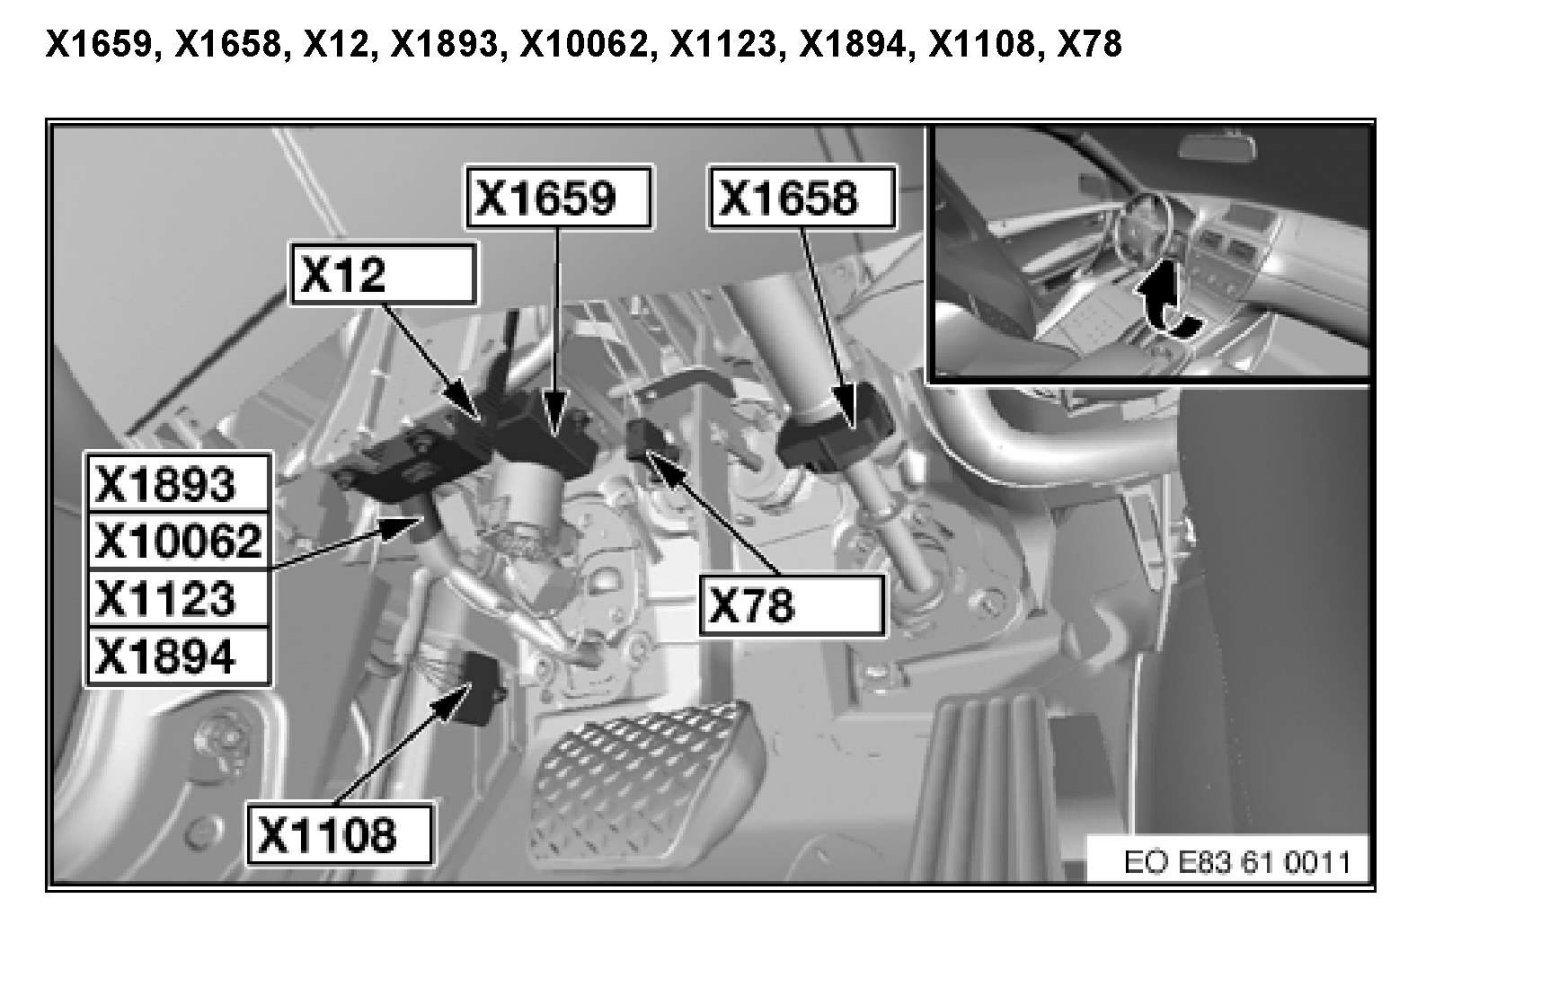 X1659, X1658, X12, X1893, X10062, X1123, X1894, X1108, X78
X1659
X1658
X12
X1893
X10062
X1123
X1894
X78
X1108
EO E83 61 0011